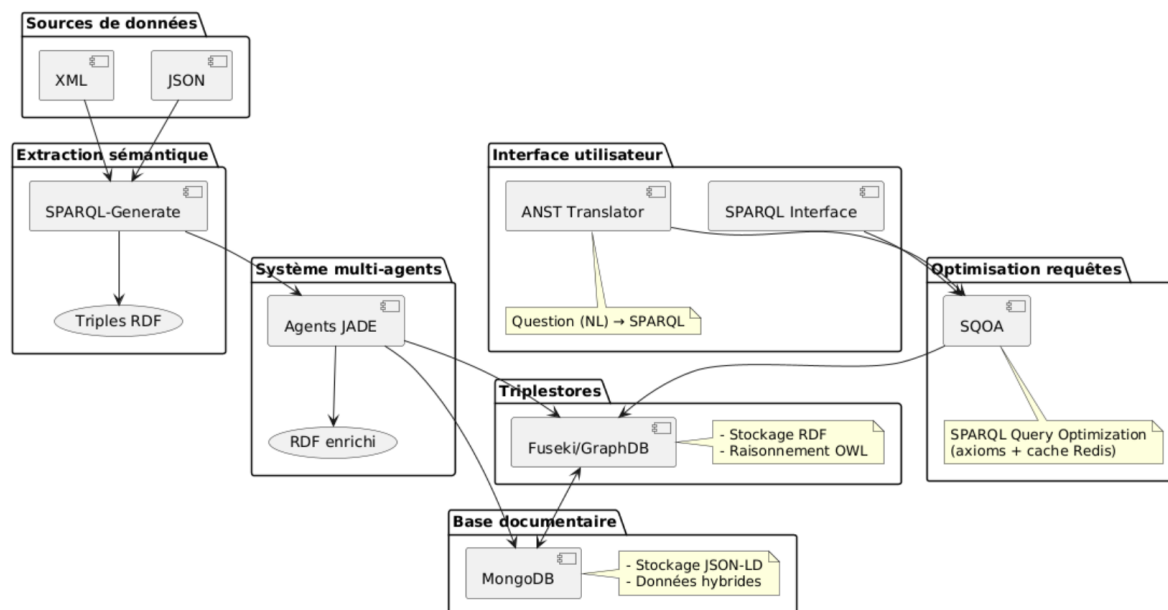 Sources de données
XML
JSON
Extraction sémantique
SPARQL-Generate
Triples RDF
Interface utilisateur
ANST Translator
SPARQL Interface
Question (NL) → SPARQL
Système multi-agents
Agents JADE
RDF enrichi
Optimisation requêtes
SQOA
SPARQL Query Optimization
(axioms + cache Redis)
Triplestores
Fuseki/GraphDB
- Stockage RDF
- Raisonnement OWL
Base documentaire
MongoDB
- Stockage JSON-LD
- Données hybrides